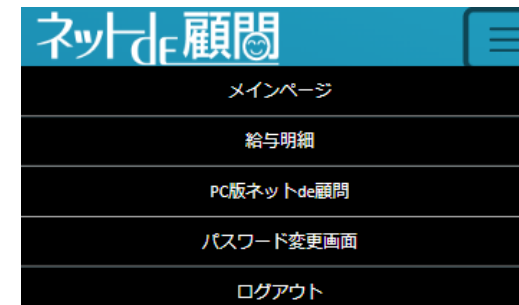 ネットde顧問
メインページ
給与明細
PC版ネットde顧問
パスワード変更画面
ログアウト